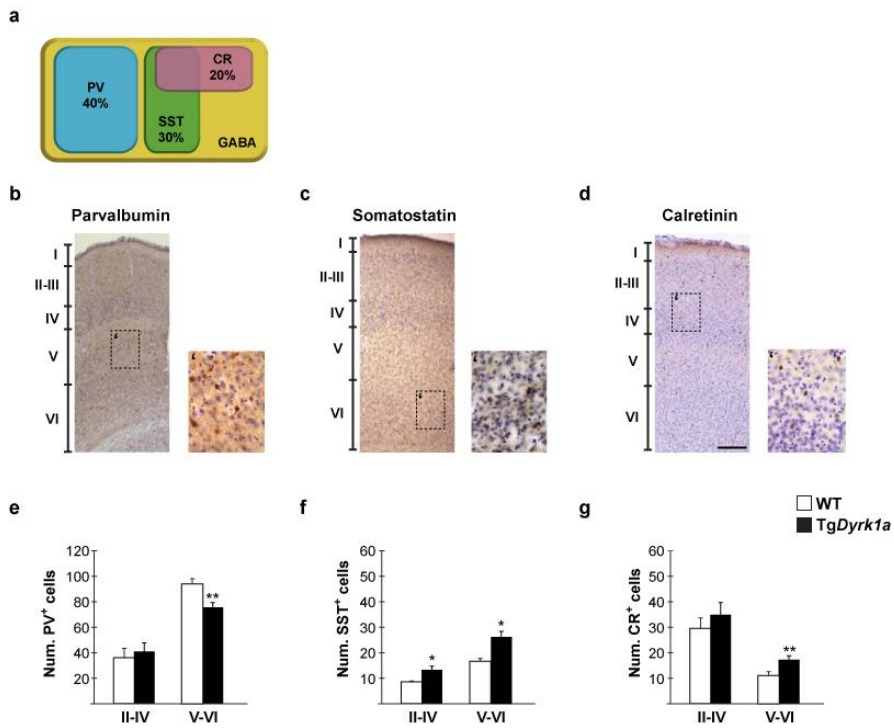 a
PV
40%
CR
20%
SST
30%
GABA
b
Parvalbumin
I
II-III
IV
V
VI
c
Somatostatin
I
II-III
IV
V
VI
d
Calretinin
I
II-III
IV
V
VI
e
Num. PV+ cells
120
100
80
60
40
20
**
II-IV
V-VI
f
Num. SST+ cells
60
50
40
30
20
10
*
*
II-IV
V-VI
g
WT
TgDyrk1a
Num. CR+ cells
60
50
40
30
20
10
**
II-IV
V-VI